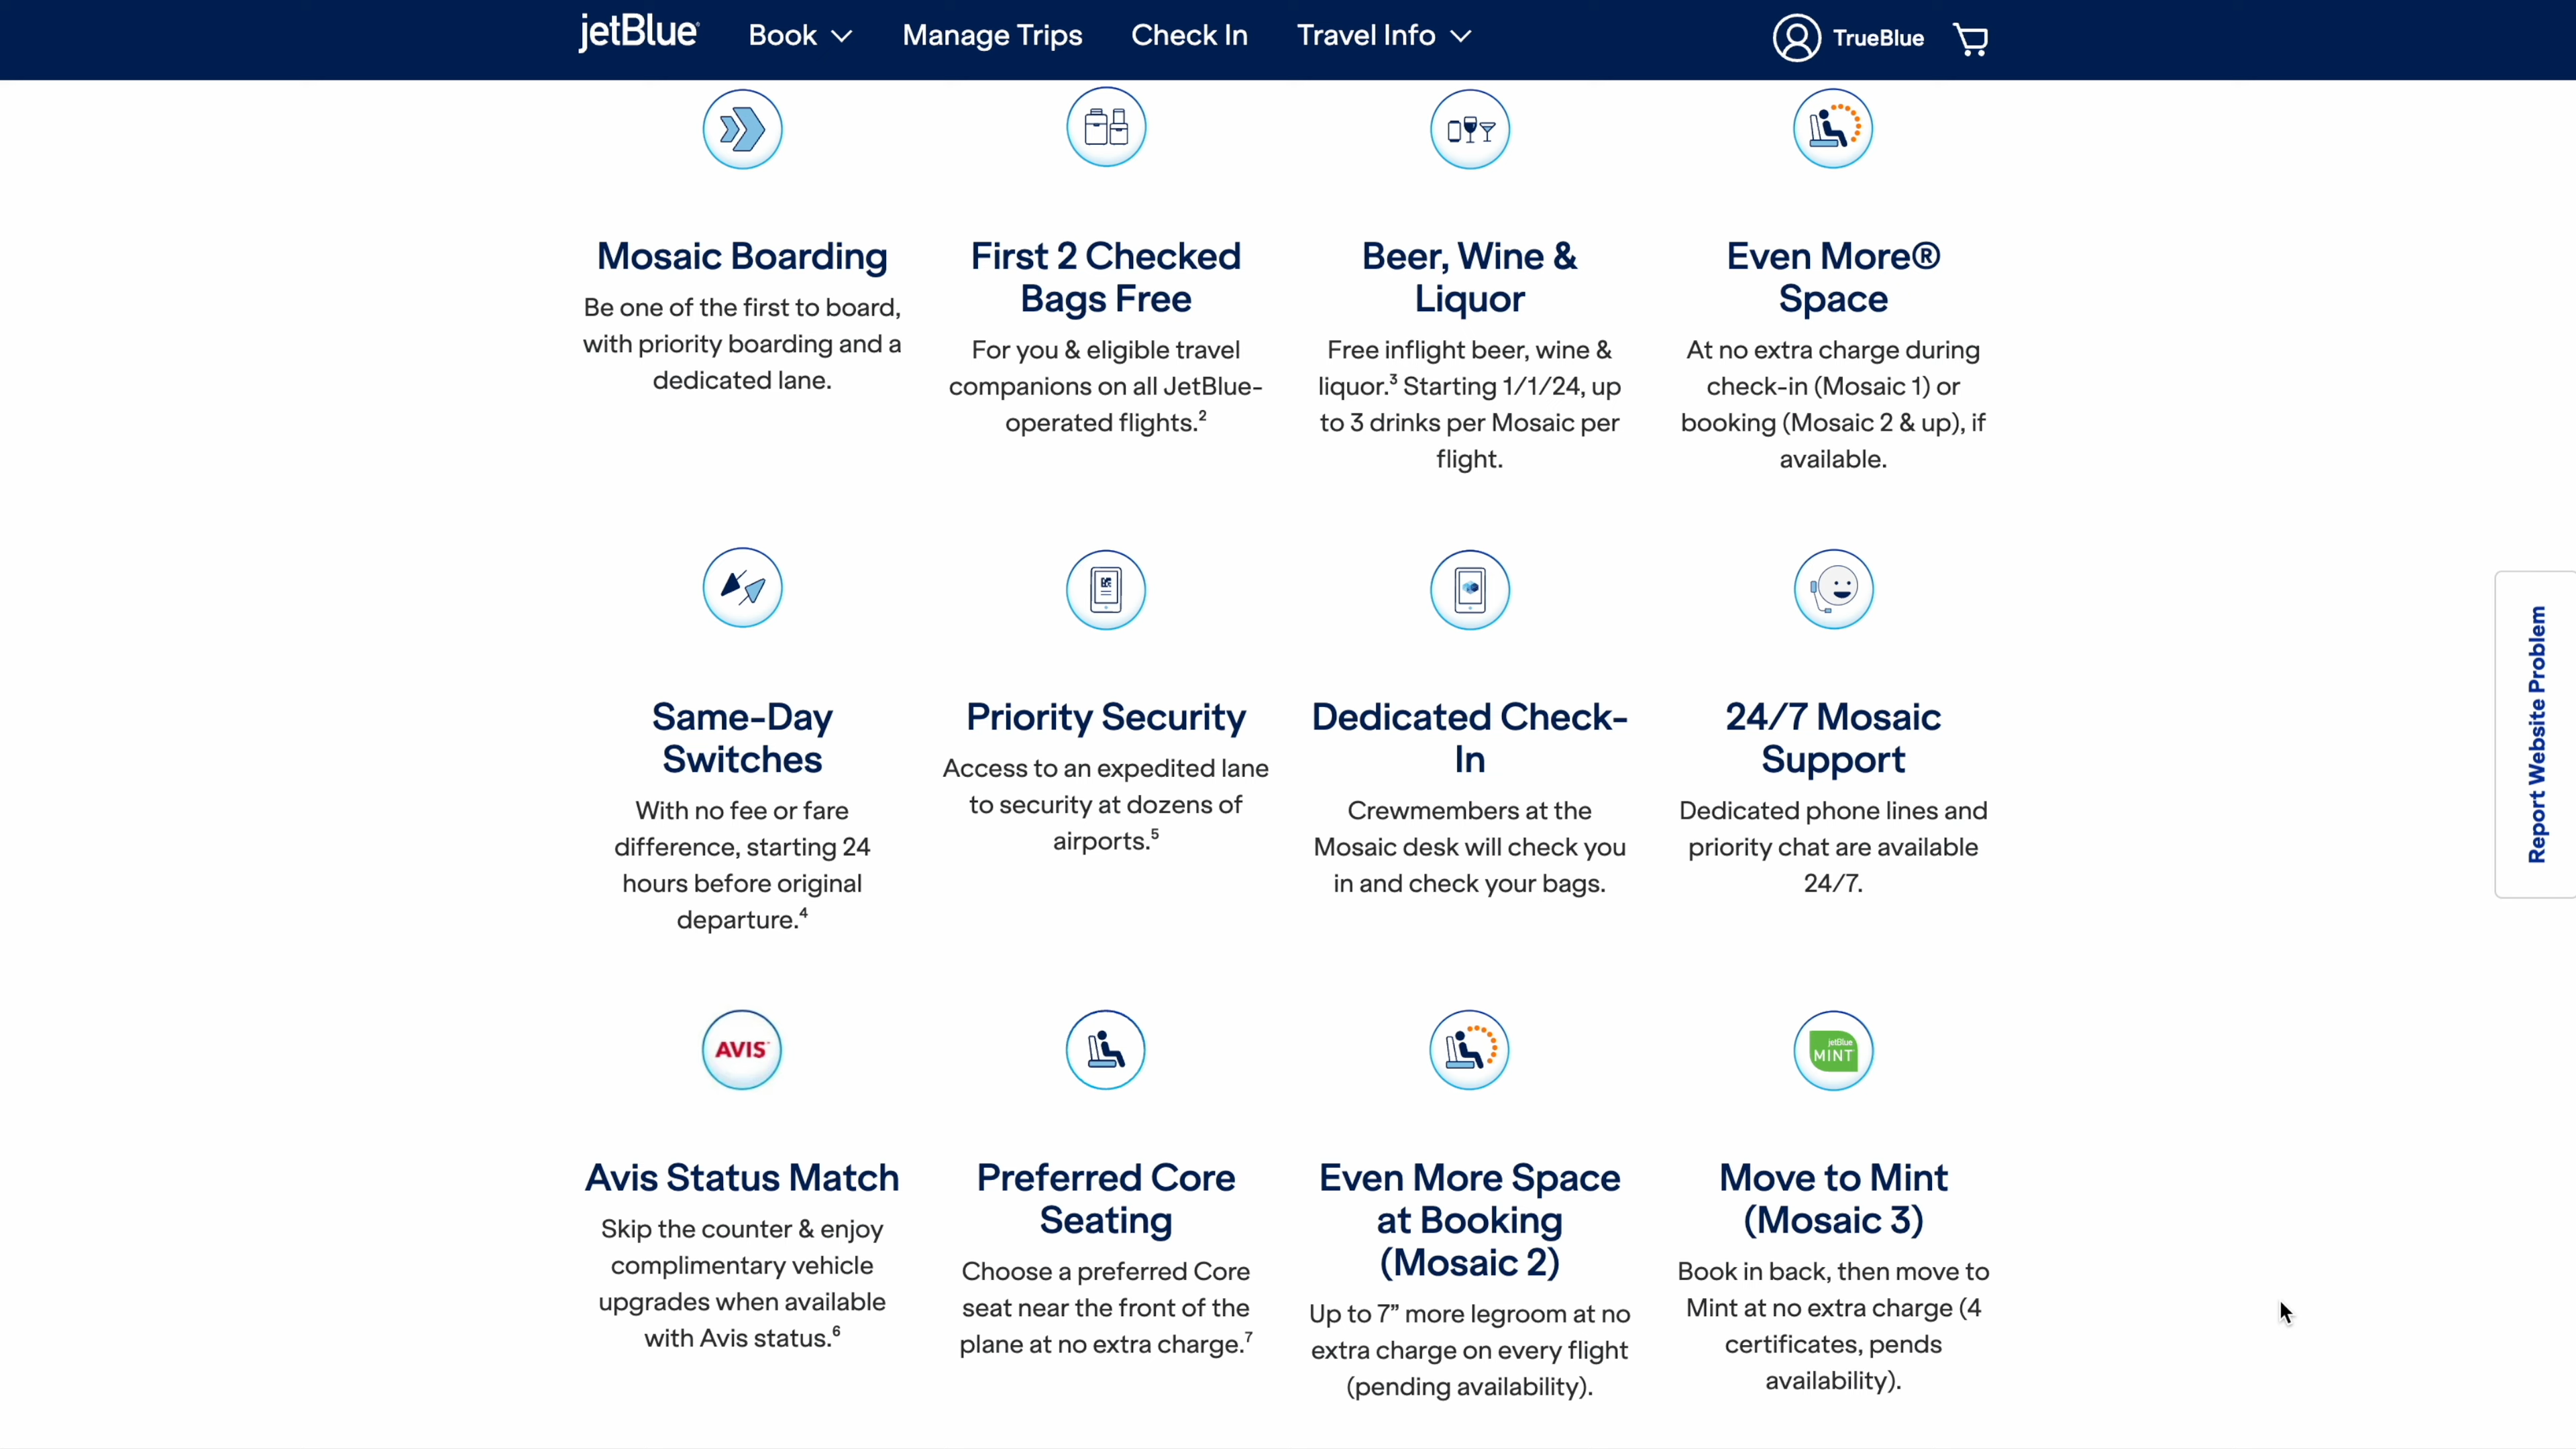 jetBlue
Book
Manage Trips
Check In
Travel Info
TrueBlue
Mosaic Boarding
Be one of the first to board,
with priority boarding and a
dedicated lane.
First 2 Checked
Bags Free
For you & eligible travel
companions on all JetBlue-
operated flights.²
Beer, Wine &
Liquor
Free inflight beer, wine &
liquor.³ Starting 1/1/24, up
to 3 drinks per Mosaic per
flight.
Even More®
Space
At no extra charge during
check-in (Mosaic 1) or
booking (Mosaic 2 & up), if
available.
Same-Day
Switches
With no fee or fare
difference, starting 24
hours before original
departure.⁴
Priority Security
Access to an expedited lane
to security at dozens of
airports.⁵
Dedicated Check-
In
Crewmembers at the
Mosaic desk will check you
in and check your bags.
24/7 Mosaic
Support
Dedicated phone lines and
priority chat are available
24/7.
AVIS
Avis Status Match
Skip the counter & enjoy
complimentary vehicle
upgrades when available
with Avis status.⁶
Preferred Core
Seating
Choose a preferred Core
seat near the front of the
plane at no extra charge.⁷
Even More Space
at Booking
(Mosaic 2)
Up to 7” more legroom at no
extra charge on every flight
(pending availability).
jetBlue
MINT
Move to Mint
(Mosaic 3)
Book in back, then move to
Mint at no extra charge (4
certificates, pends
availability).
Report Website Problem